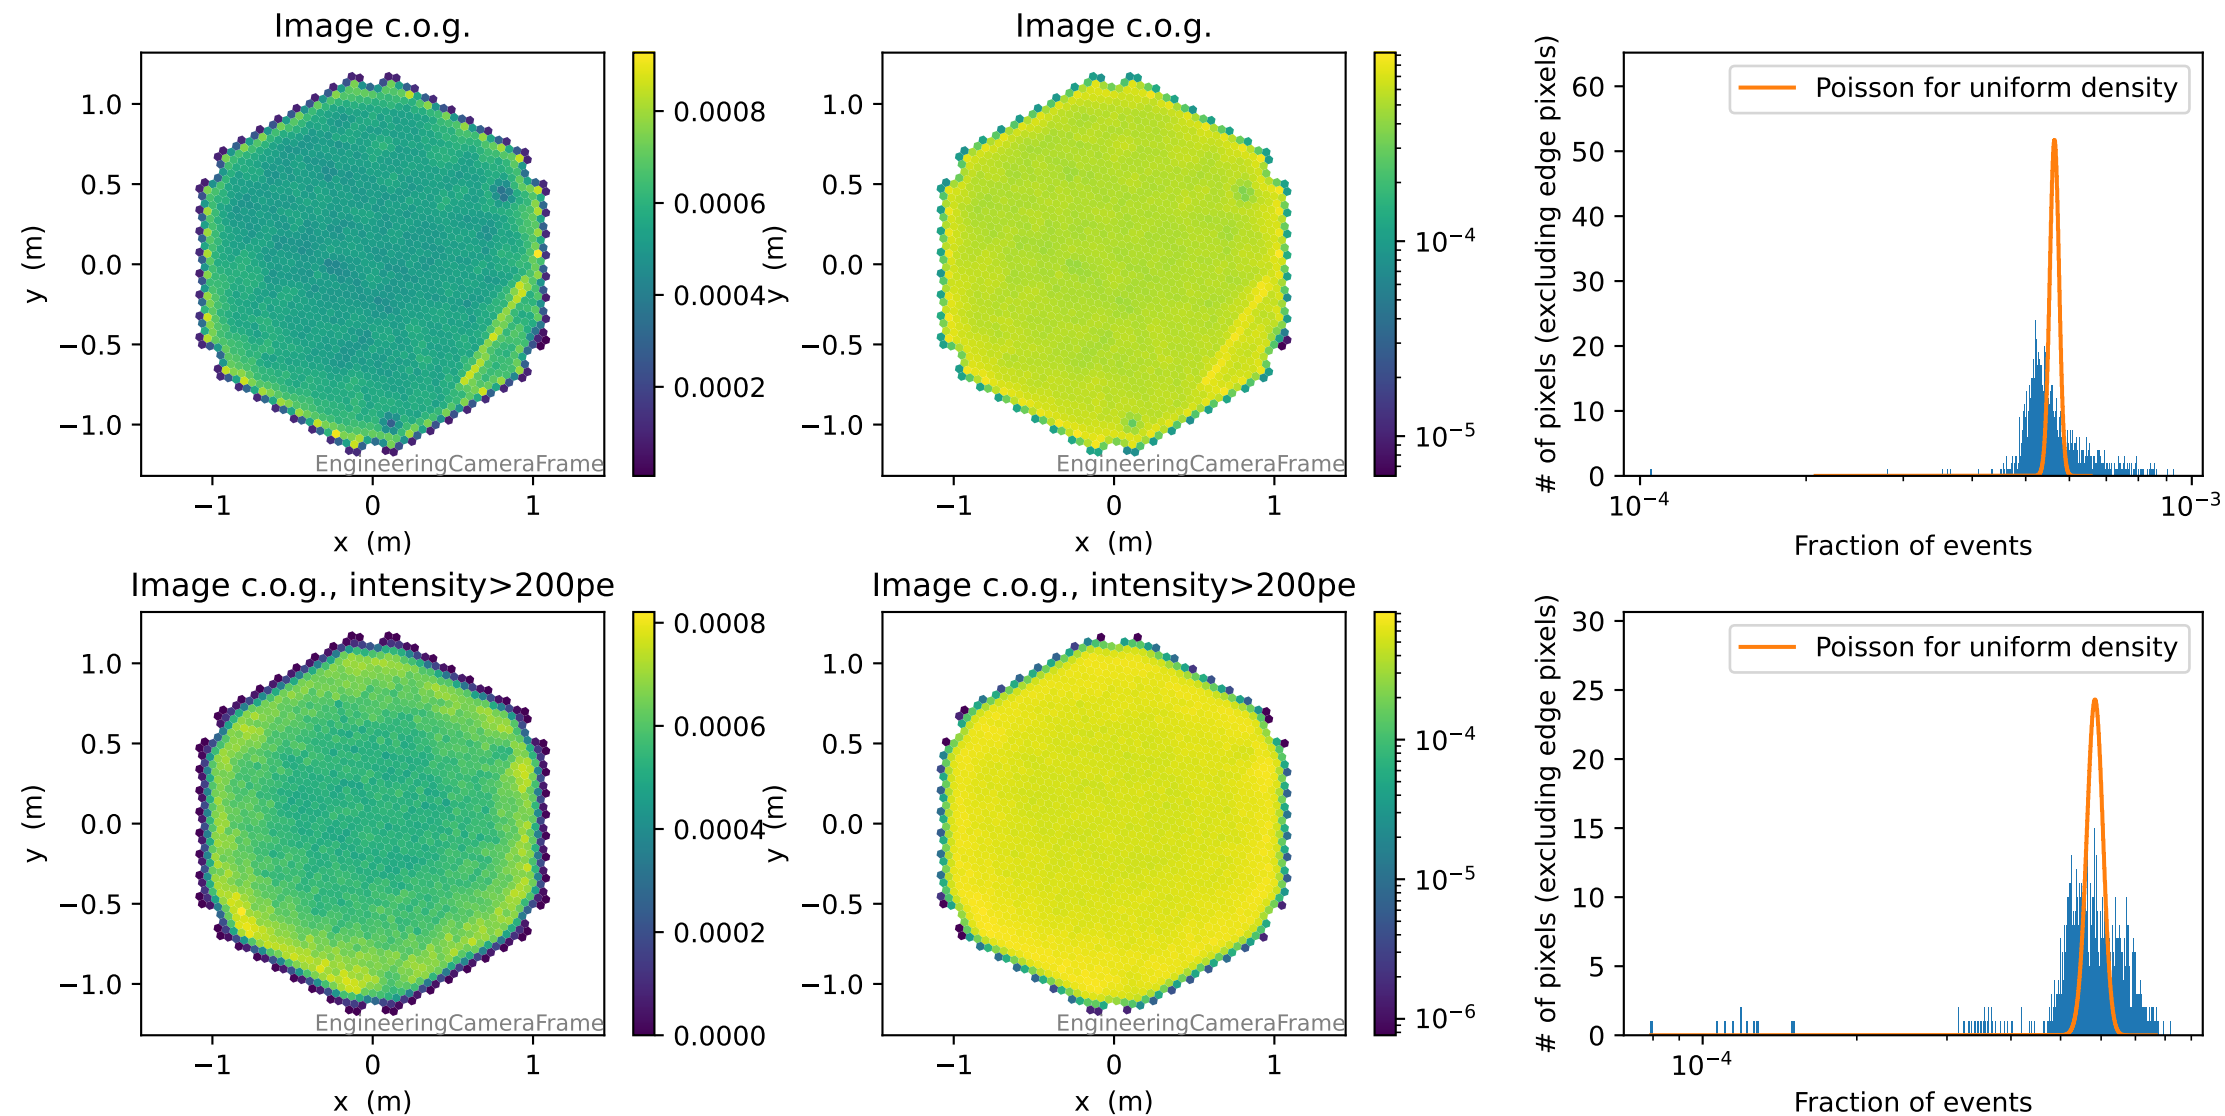 Image c.o.g.
y (m)
1.0
0.5
0.0
−0.5
−1.0
EngineeringCameraFrame
−1 0 1
x (m)
0.0008
0.0006
0.0004
0.0002
Image c.o.g.
y (m)
1.0
0.5
0.0
−0.5
−1.0
EngineeringCameraFrame
−1 0 1
x (m)
10−4
10−5
# of pixels (excluding edge pixels)
60
50
40
30
20
10
0
Poisson for uniform density
10−4 10−3
Fraction of events
Image c.o.g., intensity>200pe
y (m)
1.0
0.5
0.0
−0.5
−1.0
EngineeringCameraFrame
−1 0 1
x (m)
0.0008
0.0006
0.0004
0.0002
0.0000
Image c.o.g., intensity>200pe
y (m)
1.0
0.5
0.0
−0.5
−1.0
EngineeringCameraFrame
−1 0 1
x (m)
10−4
10−5
10−6
# of pixels (excluding edge pixels)
30
25
20
15
10
5
0
Poisson for uniform density
10−4
Fraction of events